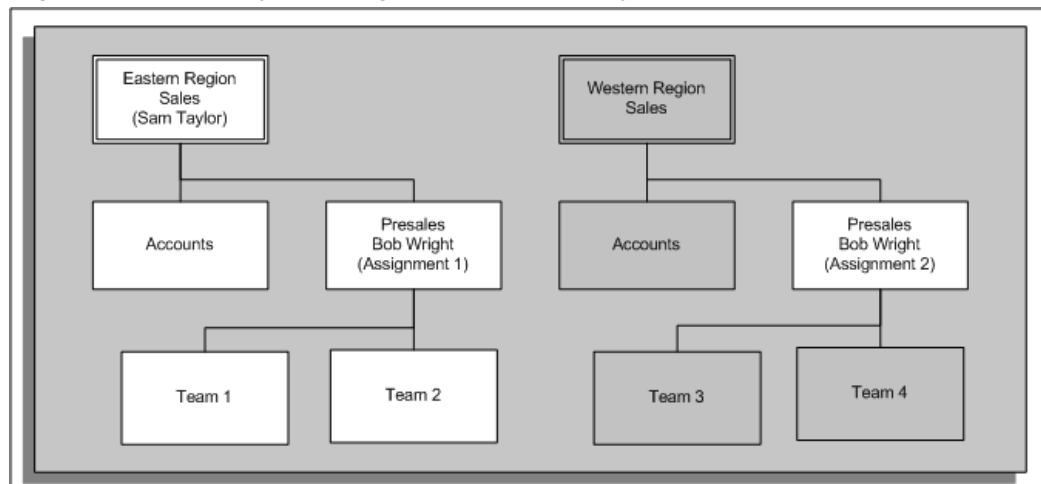 Eastern Region
Sales
(Sam Taylor)
Western Region
Sales
Accounts
Presales
Bob Wright
(Assignment 1)
Accounts
Presales
Bob Wright
(Assignment 2)
Team 1
Team 2
Team 3
Team 4